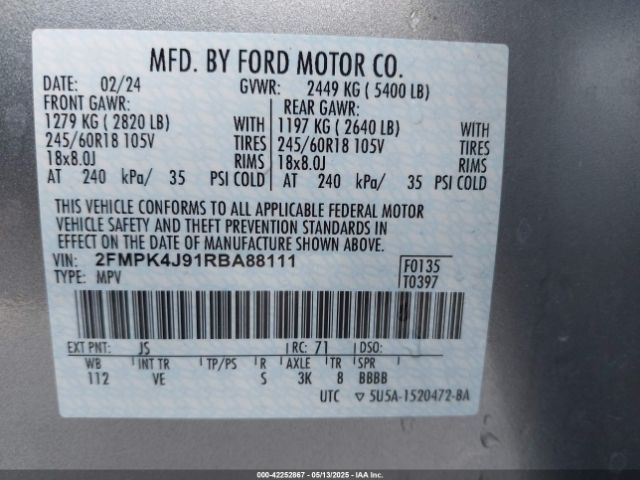 MFD. BY FORD MOTOR CO.
DATE: 02/24 GVWR: 2449 KG ( 5400 LB)
FRONT GAWR: REAR GAWR:
1279 KG ( 2820 LB) WITH 1197 KG ( 2640 LB) WITH
245/60R18 105V TIRES 245/60R18 105V TIRES
18x8.0J RIMS 18x8.0J RIMS
AT 240 kPa/ 35 PSI COLD AT 240 kPa/ 35 PSI COLD
THIS VEHICLE CONFORMS TO ALL APPLICABLE FEDERAL MOTOR
VEHICLE SAFETY AND THEFT PREVENTION STANDARDS IN
EFFECT ON THE DATE OF MANUFACTURE SHOWN ABOVE.
VIN: 2FMPK4J91RBA88111 F0135
TYPE: MPV T0397
EXT PNT: JS RC: 71 DSO:
WB INT TR TP/PS R AXLE TR SPR
112 VE S 3K 8 BBBB
UTC ▽ 5U5A-1520472-BA
000-42252867 - 05/13/2025 - IAA Inc.